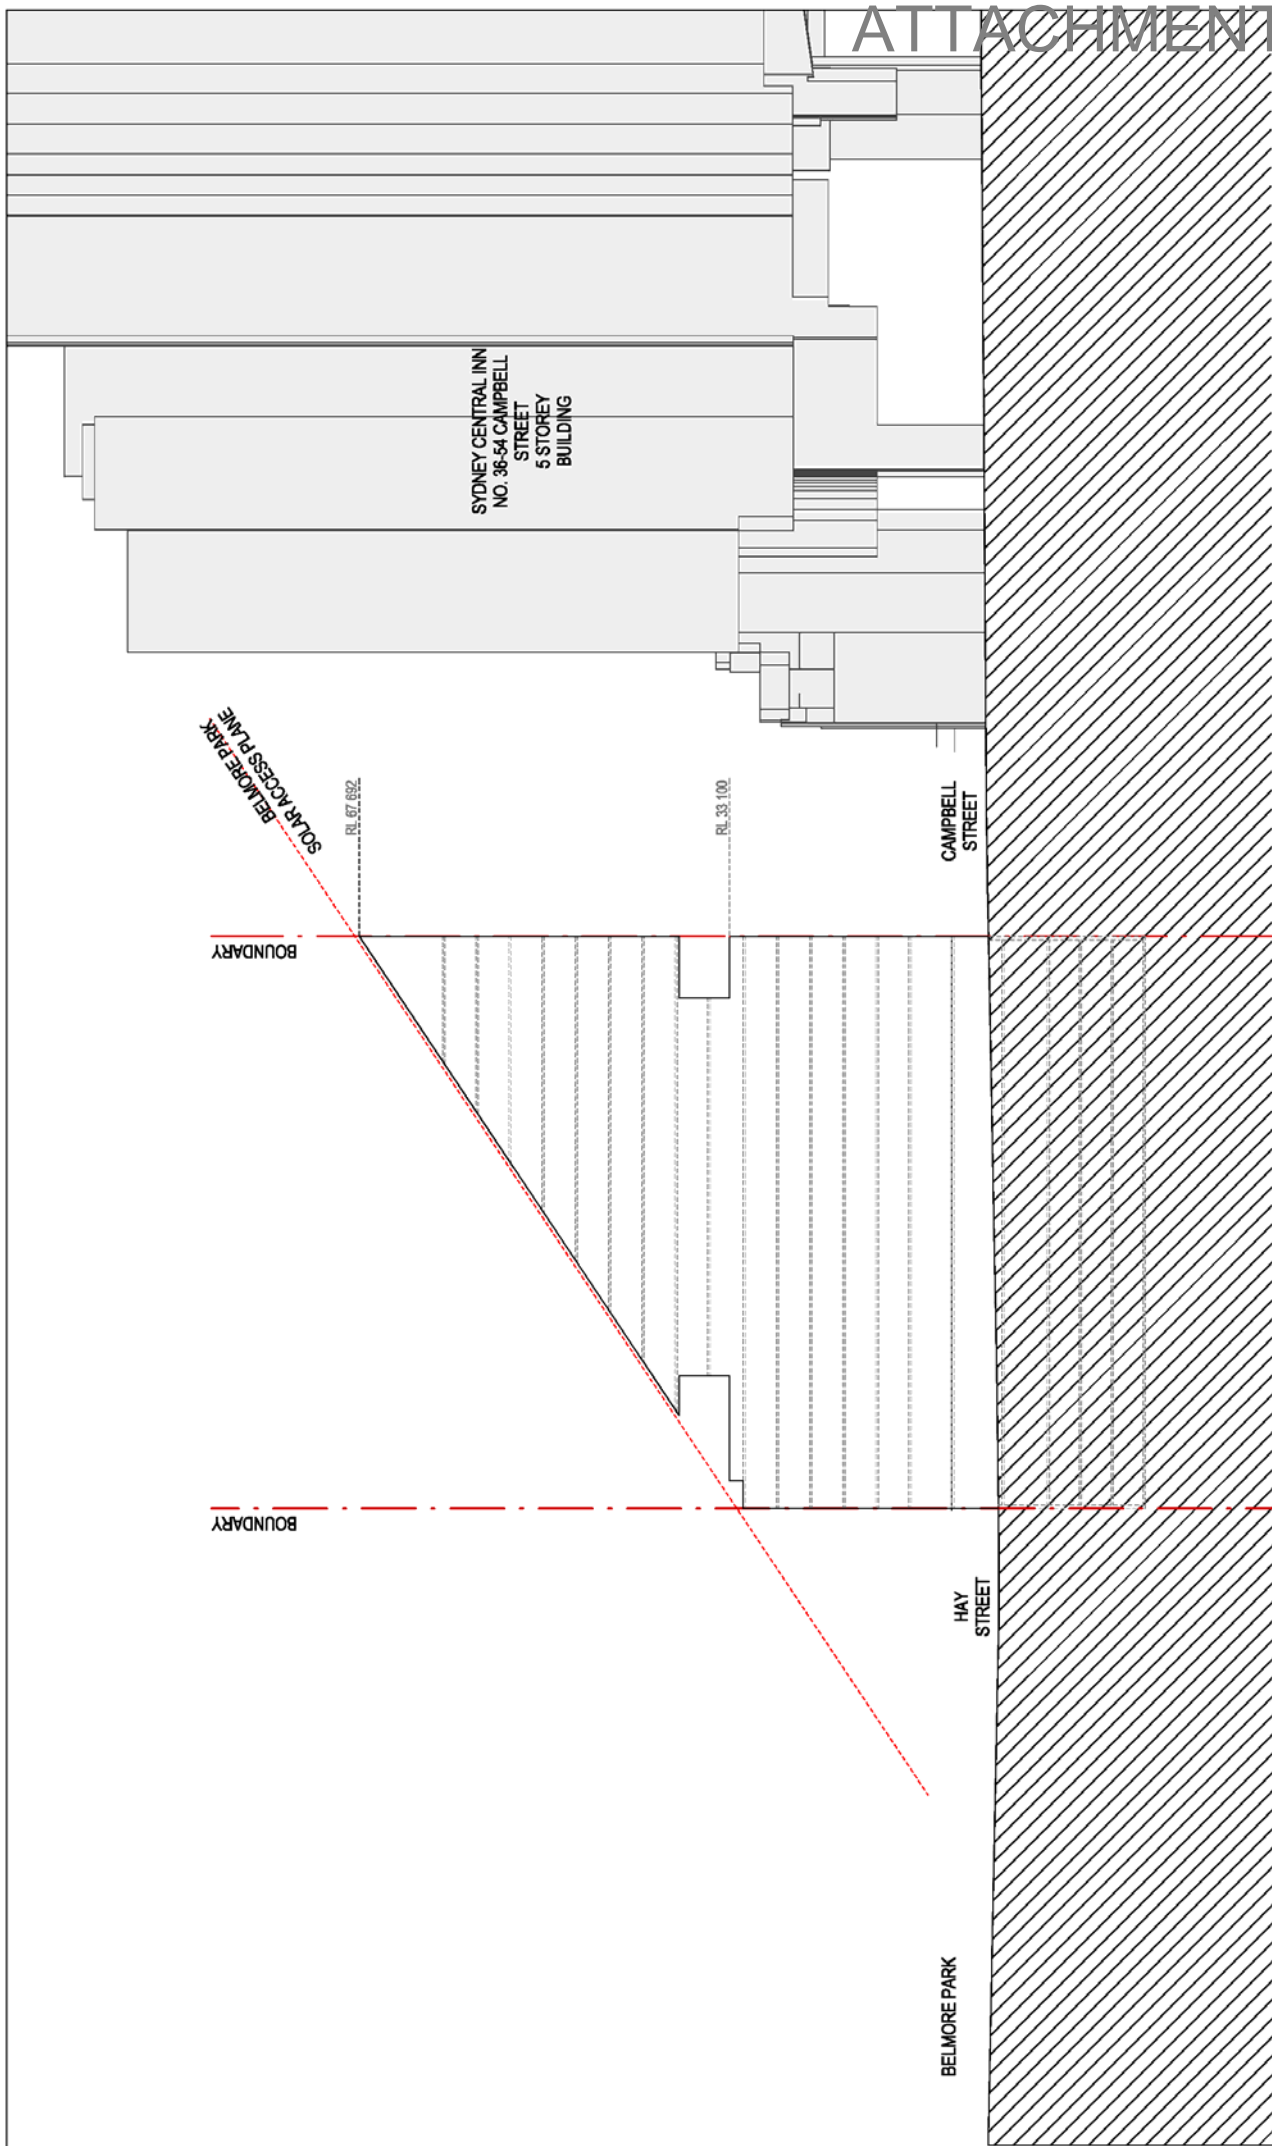 ATTACHMENT
SYDNEY CENTRAL INN
NO. 36-54 CAMPBELL
STREET
5 STOREY
BUILDING
BELMORE PARK
SOLAR ACCESS PLANE
RL 67 692
RL 33 100
CAMPBELL
STREET
BOUNDARY
BOUNDARY
HAY
STREET
BELMORE PARK